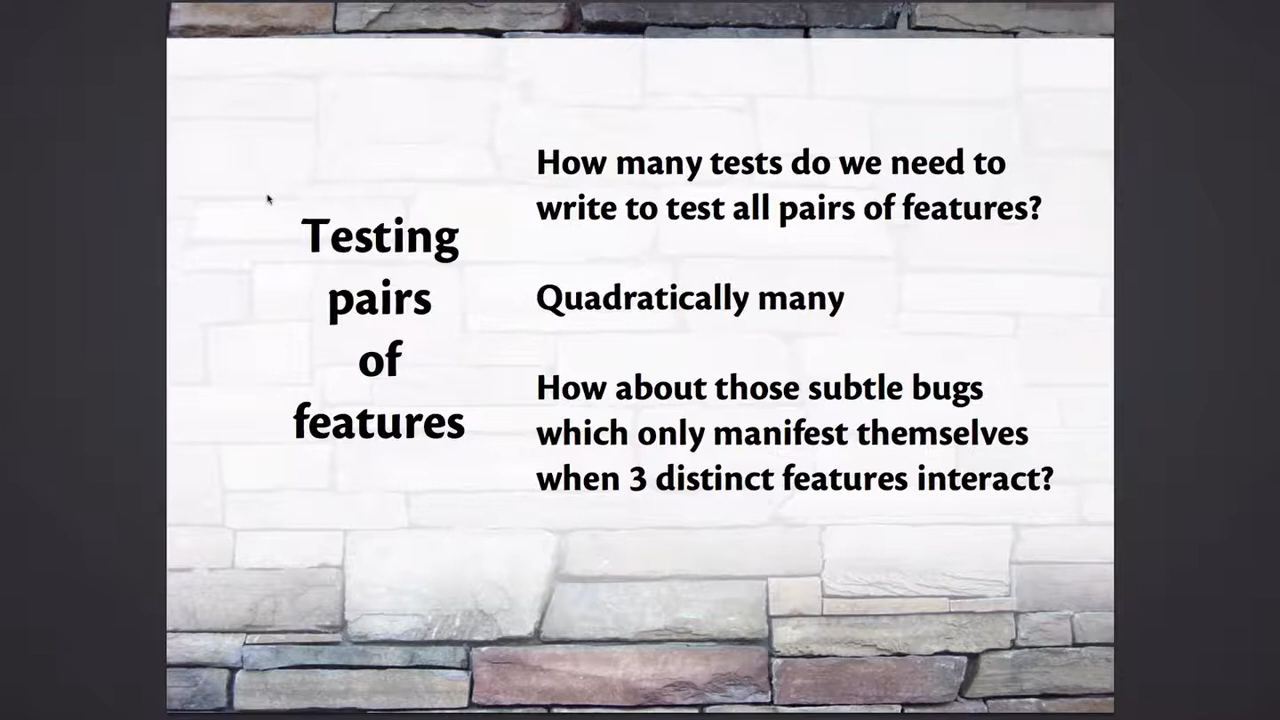 Testing
pairs
of
features
How many tests do we need to
write to test all pairs of features?
Quadratically many
How about those subtle bugs
which only manifest themselves
when 3 distinct features interact?